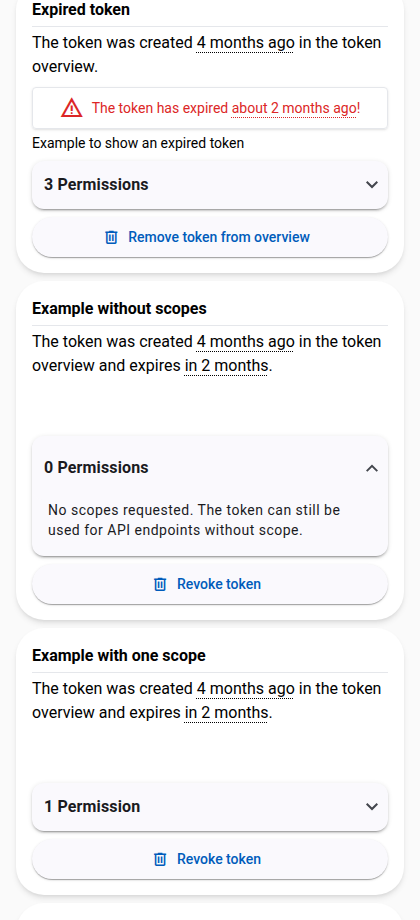 Expired token
The token was created 4 months ago in the token
overview.
The token has expired about 2 months ago!
Example to show an expired token
3 Permissions
Remove token from overview
Example without scopes
The token was created 4 months ago in the token
overview and expires in 2 months.
0 Permissions
No scopes requested. The token can still be
used for API endpoints without scope.
Revoke token
Example with one scope
The token was created 4 months ago in the token
overview and expires in 2 months.
1 Permission
Revoke token